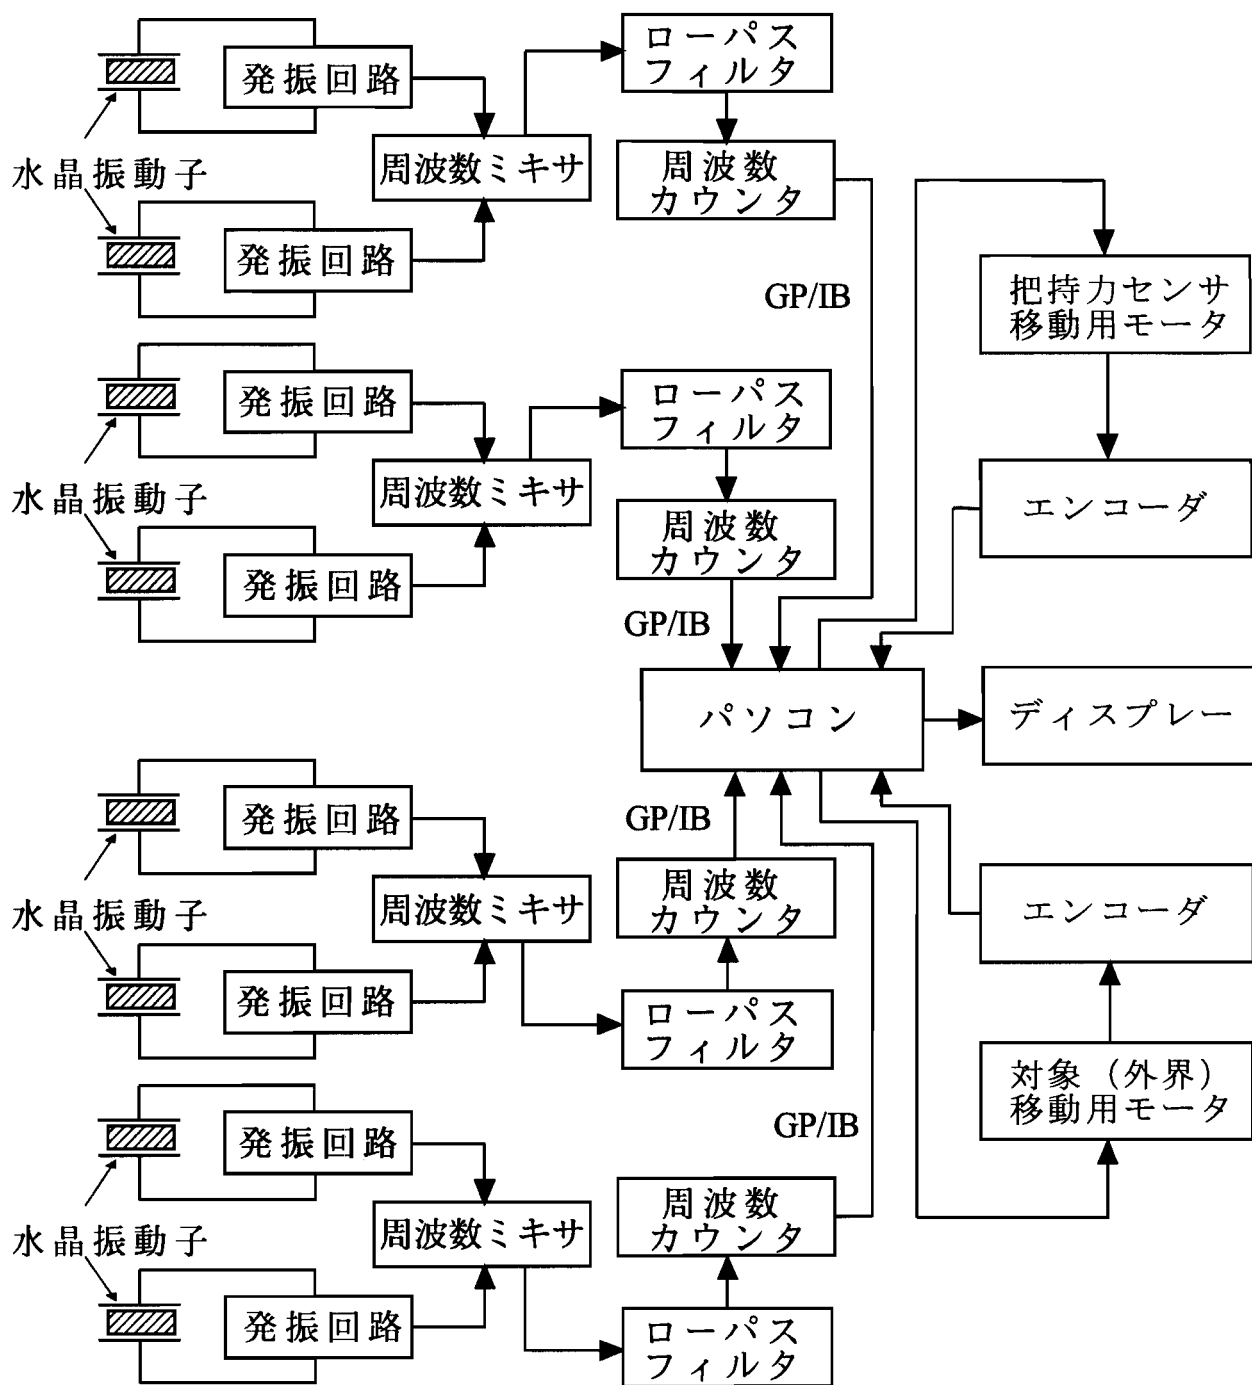 発振回路
水晶振動子
発振回路
周波数ミキサ
ローパス
フィルタ
周波数
カウンタ
GP/IB
発振回路
水晶振動子
発振回路
周波数ミキサ
ローパス
フィルタ
周波数
カウンタ
GP/IB
把持力センサ
移動用モータ
エンコーダ
パソコン
ディスプレー
発振回路
水晶振動子
発振回路
周波数ミキサ
GP/IB
周波数
カウンタ
ローパス
フィルタ
エンコーダ
対象（外界）
移動用モータ
発振回路
水晶振動子
発振回路
周波数ミキサ
GP/IB
周波数
カウンタ
ローパス
フィルタ